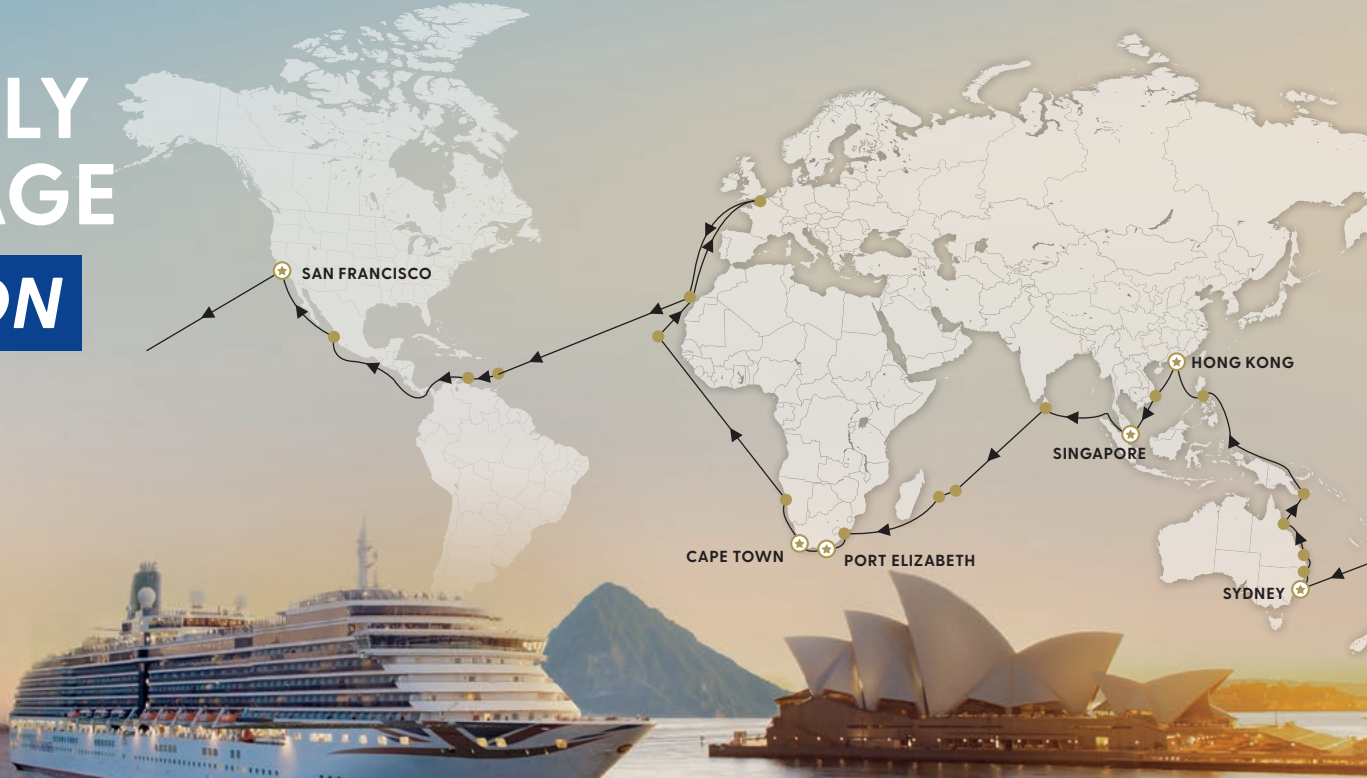 LY
AGE
ON
SAN FRANCISCO
HONG KONG
SINGAPORE
CAPE TOWN
PORT ELIZABETH
SYDNEY